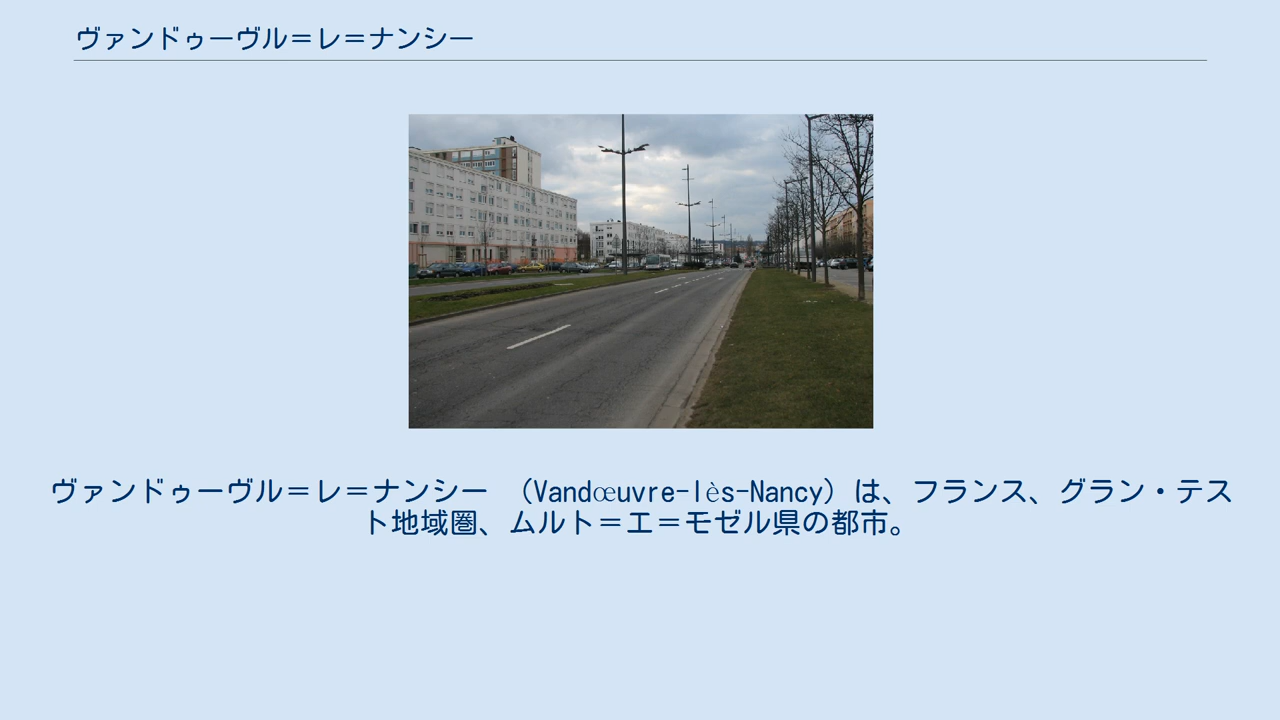 ヴァンドゥーヴル＝レ＝ナンシー
ヴァンドゥーヴル＝レ＝ナンシー （Vandœuvre-lès-Nancy）は、フランス、グラン・テス
ト地域圏、ムルト＝エ＝モゼル県の都市。